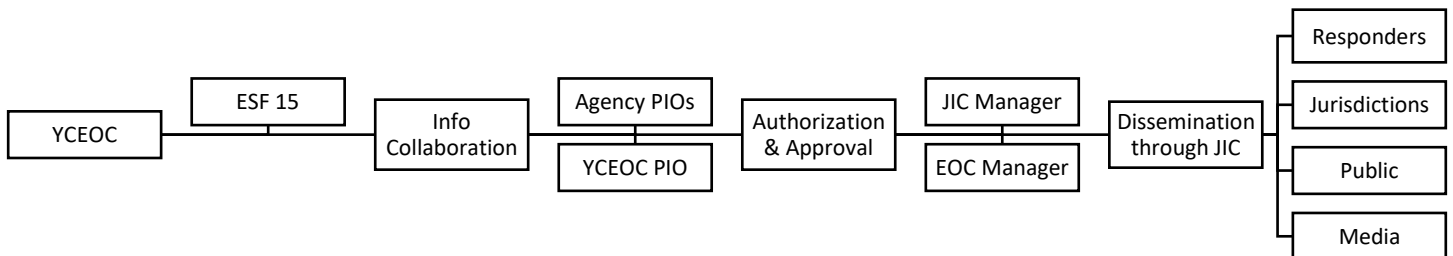 YCEOC
ESF 15
Info
Collaboration
Agency PIOs
YCEOC PIO
Authorization
& Approval
JIC Manager
EOC Manager
Dissemination
through JIC
Responders
Jurisdictions
Public
Media